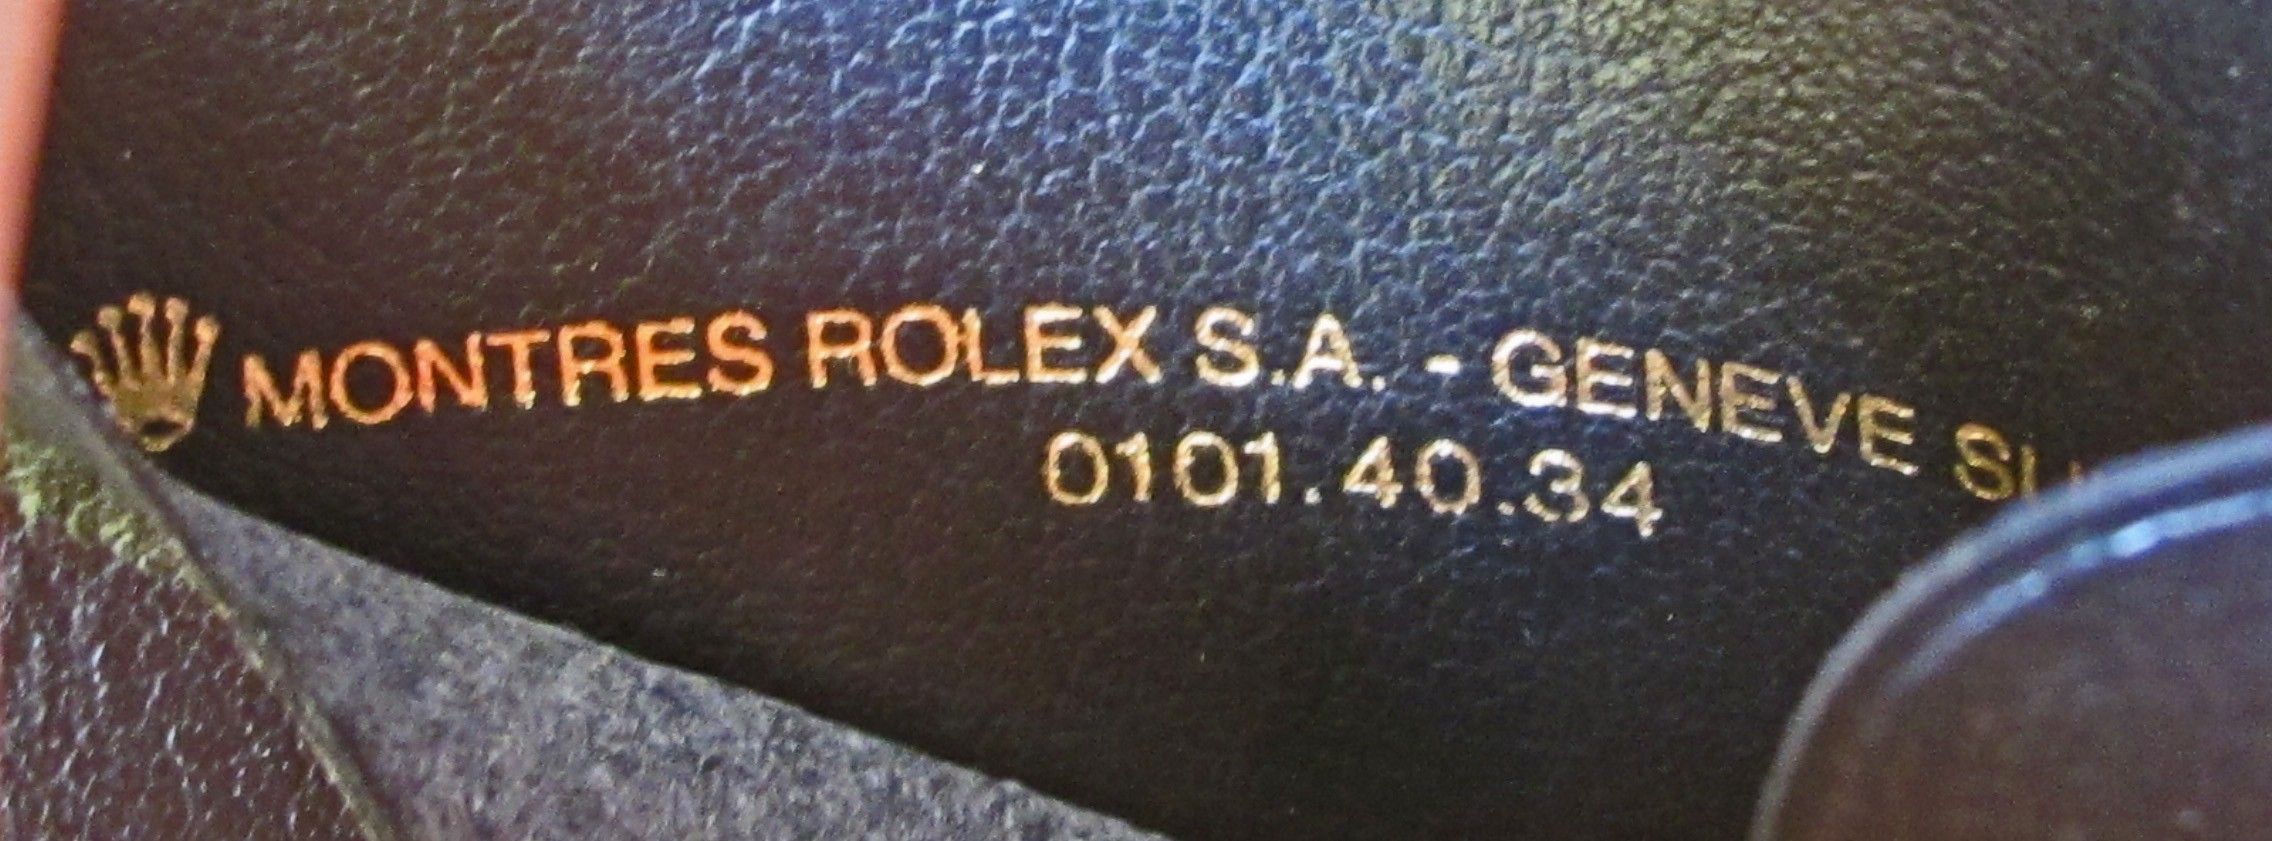 MONTRES ROLEX S.A. - GENEVE
0101.40.34